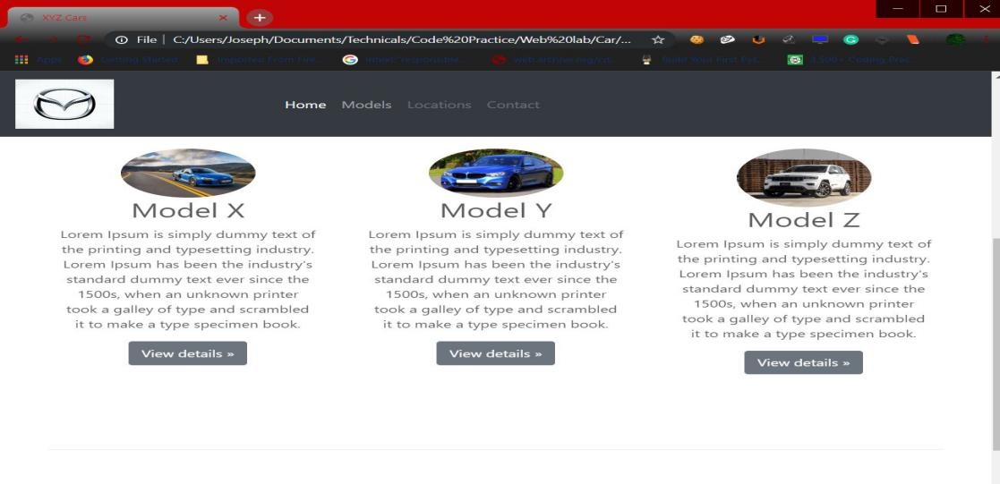 XYZ Cars
File | C:/Users/Joseph/Documents/Technicals/Code%20Practice/Web%20lab/Car/...
Apps Getting Started Imported From Fire... intext:"responsible... web.archive.org/cit... Build Your First Pyt... 3,500+ Coding Prac...
Home Models Locations Contact
Model X
Lorem Ipsum is simply dummy text of
the printing and typesetting industry.
Lorem Ipsum has been the industry's
standard dummy text ever since the
1500s, when an unknown printer
took a galley of type and scrambled
it to make a type specimen book.
View details »
Model Y
Lorem Ipsum is simply dummy text of
the printing and typesetting industry.
Lorem Ipsum has been the industry's
standard dummy text ever since the
1500s, when an unknown printer
took a galley of type and scrambled
it to make a type specimen book.
View details »
Model Z
Lorem Ipsum is simply dummy text of
the printing and typesetting industry.
Lorem Ipsum has been the industry's
standard dummy text ever since the
1500s, when an unknown printer
took a galley of type and scrambled
it to make a type specimen book.
View details »